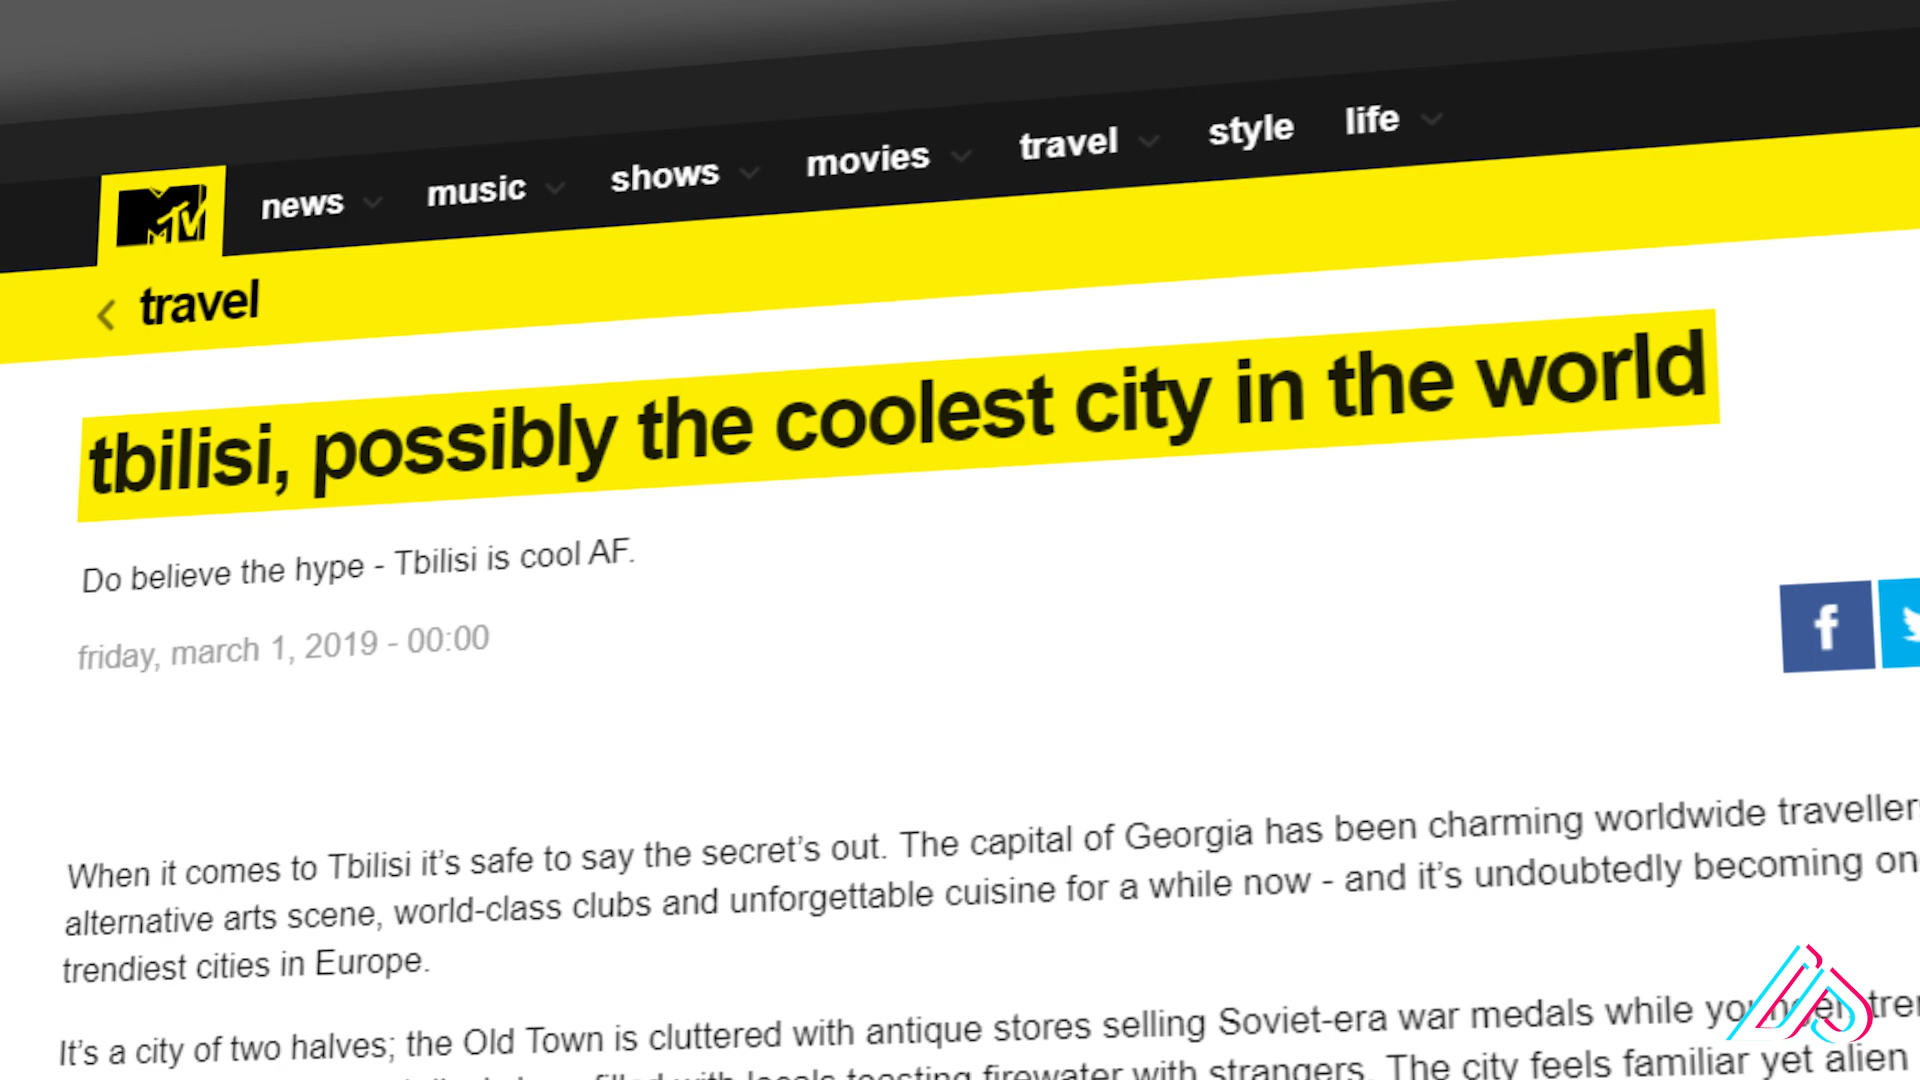 MTV
news music shows movies travel style life
travel
tbilisi, possibly the coolest city in the world
Do believe the hype - Tbilisi is cool AF.
friday, march 1, 2019 - 00:00
f
When it comes to Tbilisi it's safe to say the secret's out. The capital of Georgia has been charming worldwide traveller
alternative arts scene, world-class clubs and unforgettable cuisine for a while now - and it's undoubtedly becoming on
trendiest cities in Europe.
It's a city of two halves; the Old Town is cluttered with antique stores selling Soviet-era war medals while younger tren
filled with locals toasting firewater with strangers. The city feels familiar yet alien